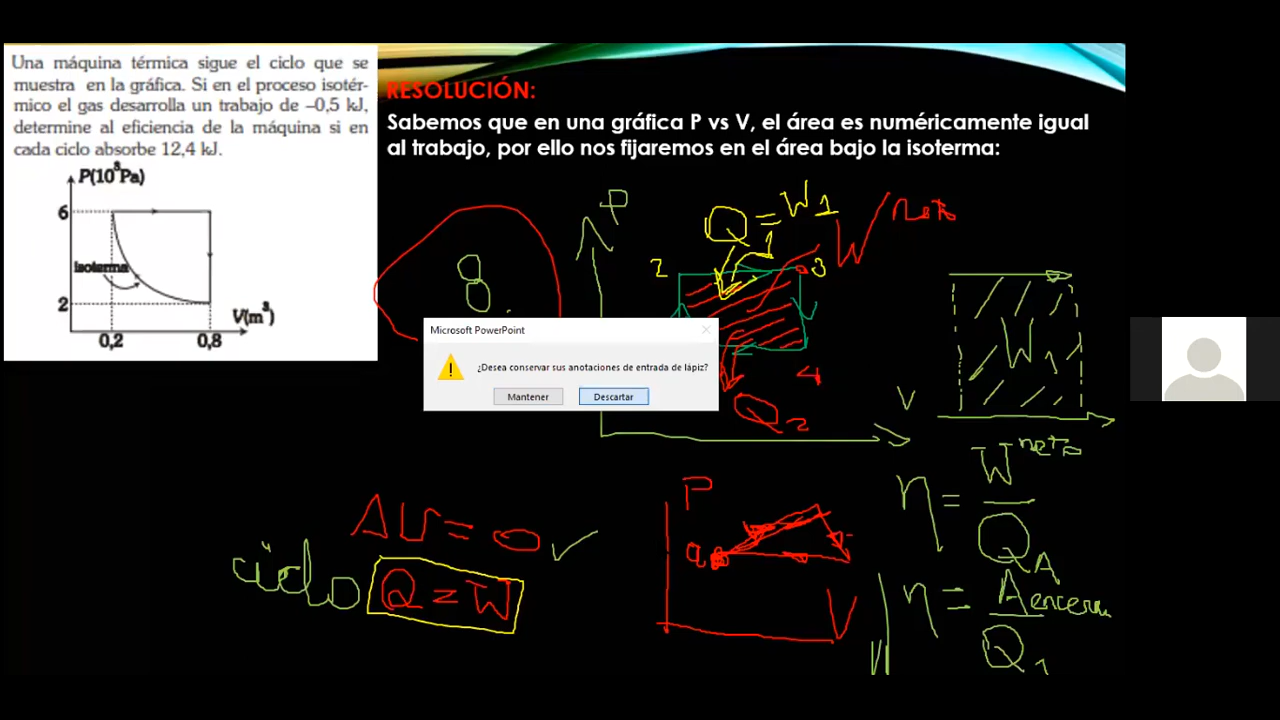 Una máquina térmica sigue el ciclo que se
muestra en la gráfica. Si en el proceso isotér-
mico el gas desarrolla un trabajo de –0,5 kJ,
determine al eficiencia de la máquina si en
cada ciclo absorbe 12,4 kJ.
P(10³Pa)
6
isoterma
2
V(m³)
0,2 0,8
RESOLUCIÓN:
Sabemos que en una gráfica P vs V, el área es numéricamente igual
al trabajo, por ello nos fijaremos en el área bajo la isoterma:
8.
P
Q = W1
W neto
2 3
1
4
Q2
V
W1
Microsoft PowerPoint
¿Desea conservar sus anotaciones de entrada de lápiz?
Mantener Descartar
η = W neto / QA
ΔU = 0
ciclo
Q = W
P
a
V
η = A encerra / Q1